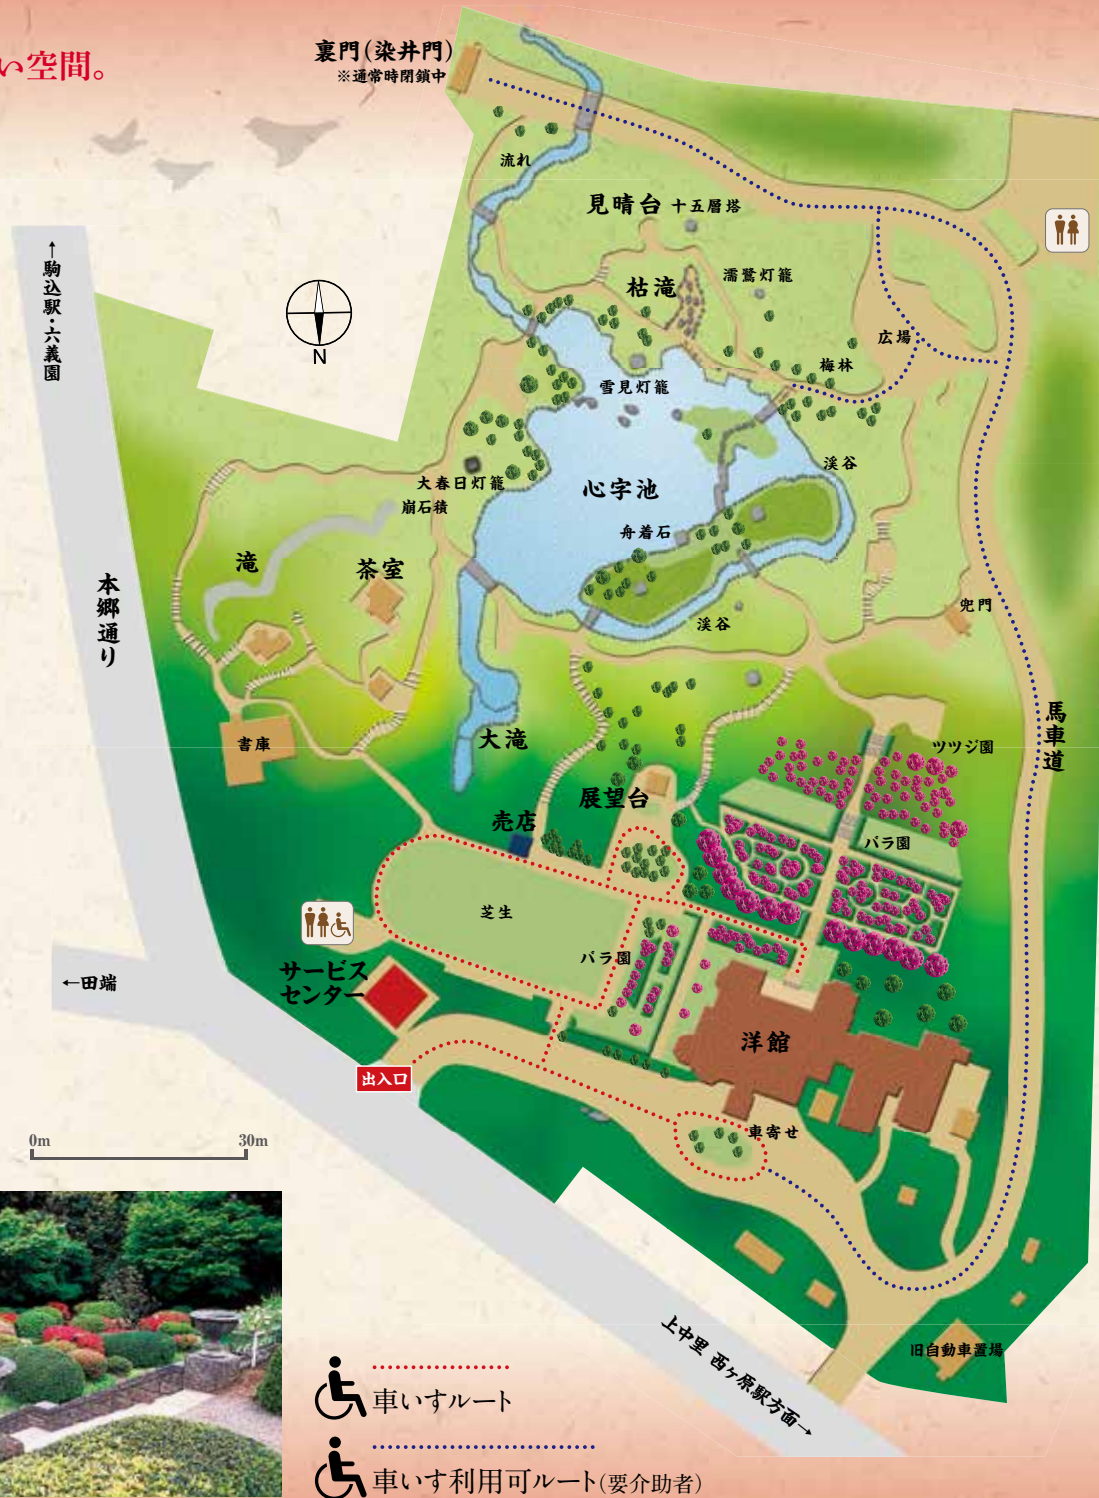 い空間。
裏門(染井門)
※通常時閉鎖中
流れ
見晴台 十五層塔
←駒込駅・六義園
枯滝
濡鷺灯籠
N
広場
梅林
雪見灯籠
渓谷
大春日灯籠
心字池
崩石積
舟着石
滝
茶室
本郷通り
兜門
渓谷
馬車道
書庫
大滝
ツツジ園
展望台
売店
バラ園
芝生
バラ園
サービス
センター
←田端
洋館
出入口
車寄せ
0m 30m
上中里 西ヶ原駅方面→
旧自動車置場
車いすルート
車いす利用可ルート(要介助者)